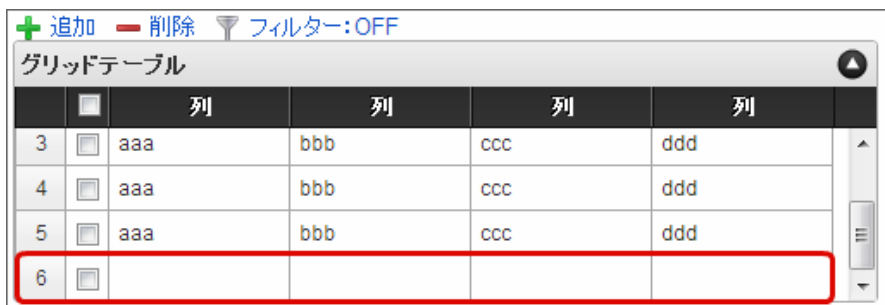 追加 削除 フィルター：OFF
グリッドテーブル
列 列 列 列
3 aaa bbb ccc ddd
4 aaa bbb ccc ddd
5 aaa bbb ccc ddd
6